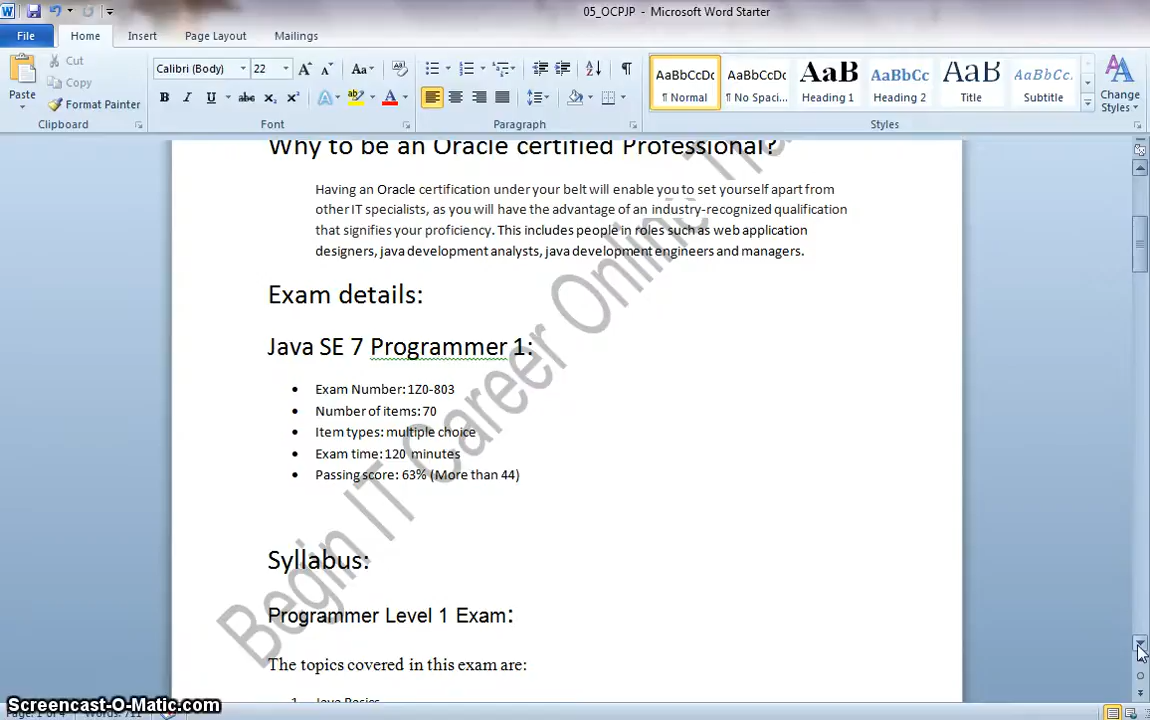 05_OCPJP - Microsoft Word Starter
File Home Insert Page Layout Mailings
Paste
Cut
Copy
Format Painter
Clipboard
Calibri (Body) 22
Font
Paragraph
AaBbCcDc AaBbCcDc AaBbC AaBbCc AaB AaBbCc.
¶ Normal ¶ No Spaci... Heading 1 Heading 2 Title Subtitle
Change Styles
Styles
Why to be an Oracle certified Professional?
Having an Oracle certification under your belt will enable you to set yourself apart from
other IT specialists, as you will have the advantage of an industry-recognized qualification
that signifies your proficiency. This includes people in roles such as web application
designers, java development analysts, java development engineers and managers.
Exam details:
Java SE 7 Programmer 1:
• Exam Number: 1Z0-803
• Number of items: 70
• Item types: multiple choice
• Exam time: 120 minutes
• Passing score: 63% (More than 44)
Syllabus:
Programmer Level 1 Exam:
The topics covered in this exam are:
1. Java Basics
Begin IT Career Online
Screencast-O-Matic.com